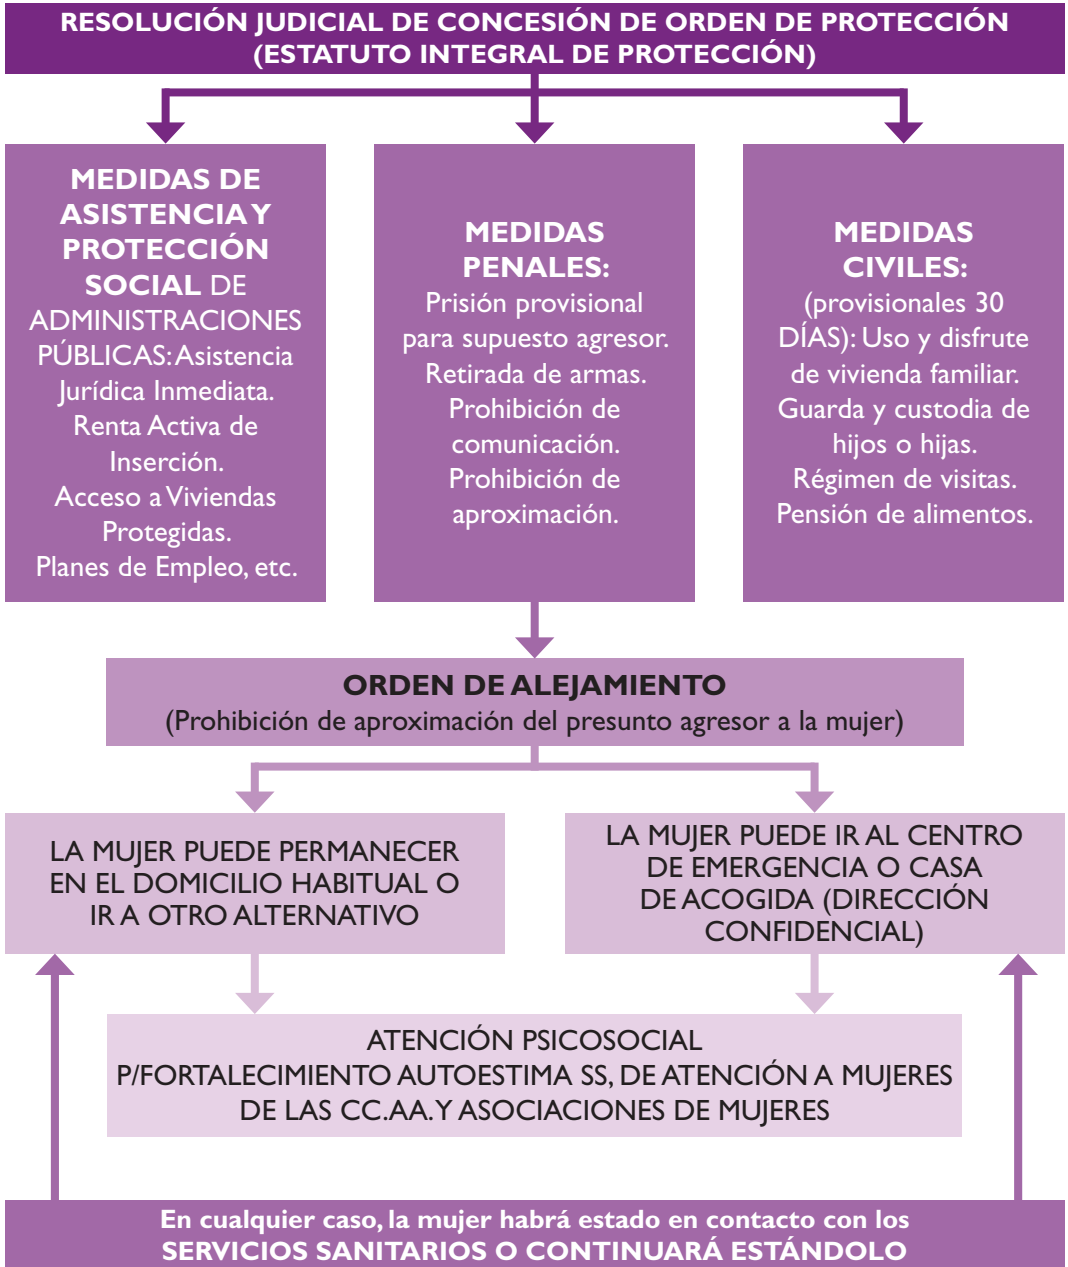 RESOLUCIÓN JUDICIAL DE CONCESIÓN DE ORDEN DE PROTECCIÓN
(ESTATUTO INTEGRAL DE PROTECCIÓN)
MEDIDAS DE
ASISTENCIA Y
PROTECCIÓN
SOCIAL DE
ADMINISTRACIONES
PÚBLICAS: Asistencia
Jurídica Inmediata.
Renta Activa de
Inserción.
Acceso a Viviendas
Protegidas.
Planes de Empleo, etc.
MEDIDAS
PENALES:
Prisión provisional
para supuesto agresor.
Retirada de armas.
Prohibición de
comunicación.
Prohibición de
aproximación.
MEDIDAS
CIVILES:
(provisionales 30
DÍAS): Uso y disfrute
de vivienda familiar.
Guarda y custodia de
hijos o hijas.
Régimen de visitas.
Pensión de alimentos.
ORDEN DE ALEJAMIENTO
(Prohibición de aproximación del presunto agresor a la mujer)
LA MUJER PUEDE PERMANECER
EN EL DOMICILIO HABITUAL O
IR A OTRO ALTERNATIVO
LA MUJER PUEDE IR AL CENTRO
DE EMERGENCIA O CASA
DE ACOGIDA (DIRECCIÓN
CONFIDENCIAL)
ATENCIÓN PSICOSOCIAL
P/FORTALECIMIENTO AUTOESTIMA SS, DE ATENCIÓN A MUJERES
DE LAS CC.AA. Y ASOCIACIONES DE MUJERES
En cualquier caso, la mujer habrá estado en contacto con los
SERVICIOS SANITARIOS O CONTINUARÁ ESTÁNDOLO